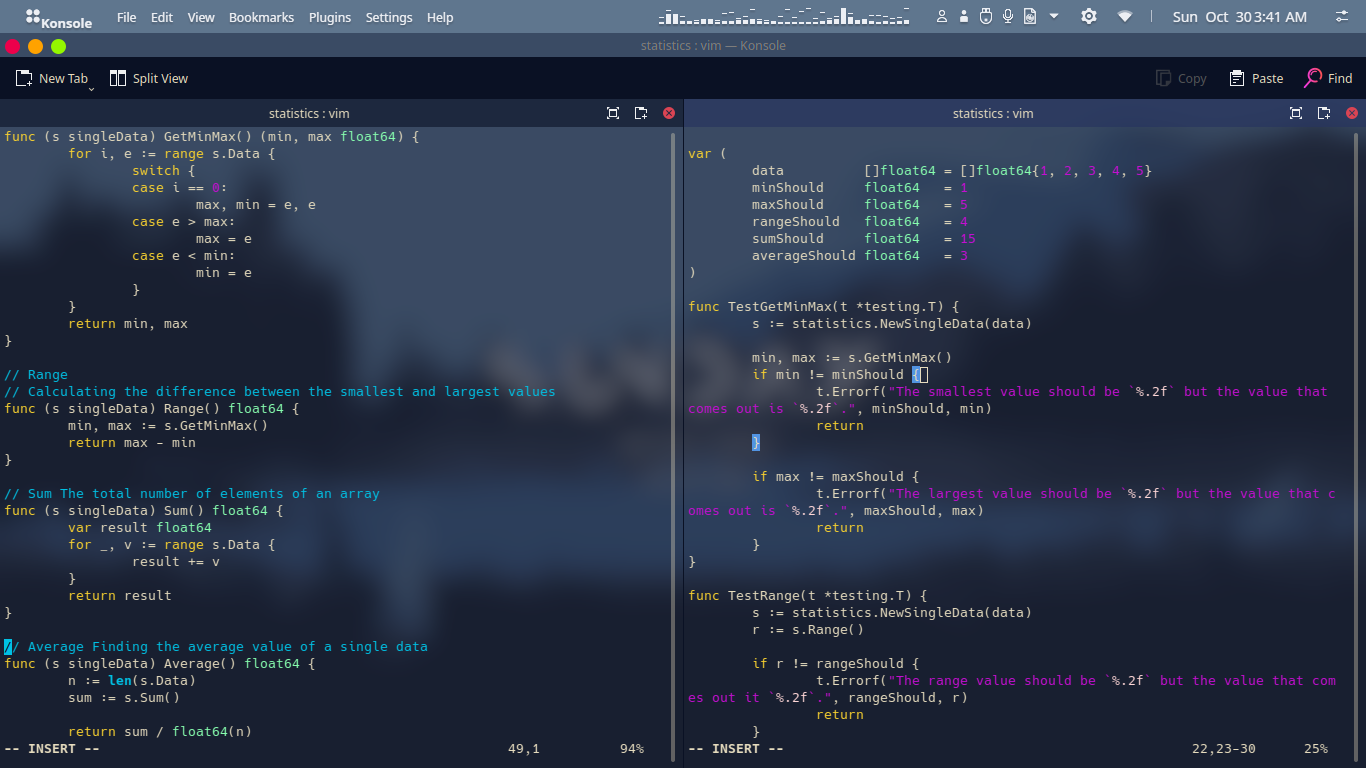 Konsole File Edit View Bookmarks Plugins Settings Help Sun Oct 30 3:41 AM
statistics : vim — Konsole
New Tab Split View Copy Paste Find
statistics : vim
func (s singleData) GetMinMax() (min, max float64) {
for i, e := range s.Data {
switch {
case i == 0:
max, min = e, e
case e > max:
max = e
case e < min:
min = e
}
}
return min, max
}
// Range
// Calculating the difference between the smallest and largest values
func (s singleData) Range() float64 {
min, max := s.GetMinMax()
return max - min
}
// Sum The total number of elements of an array
func (s singleData) Sum() float64 {
var result float64
for _, v := range s.Data {
result += v
}
return result
}
// Average Finding the average value of a single data
func (s singleData) Average() float64 {
n := len(s.Data)
sum := s.Sum()
return sum / float64(n)
-- INSERT -- 49,1 94%
statistics : vim
var (
data []float64 = []float64{1, 2, 3, 4, 5}
minShould float64 = 1
maxShould float64 = 5
rangeShould float64 = 4
sumShould float64 = 15
averageShould float64 = 3
)
func TestGetMinMax(t *testing.T) {
s := statistics.NewSingleData(data)
min, max := s.GetMinMax()
if min != minShould {
t.Errorf("The smallest value should be `%.2f` but the value that
comes out is `%.2f`.", minShould, min)
return
}
if max != maxShould {
t.Errorf("The largest value should be `%.2f` but the value that c
omes out is `%.2f`.", maxShould, max)
return
}
}
func TestRange(t *testing.T) {
s := statistics.NewSingleData(data)
r := s.Range()
if r != rangeShould {
t.Errorf("The range value should be `%.2f` but the value that com
es out it `%.2f`.", rangeShould, r)
return
}
-- INSERT -- 22,23-30 25%